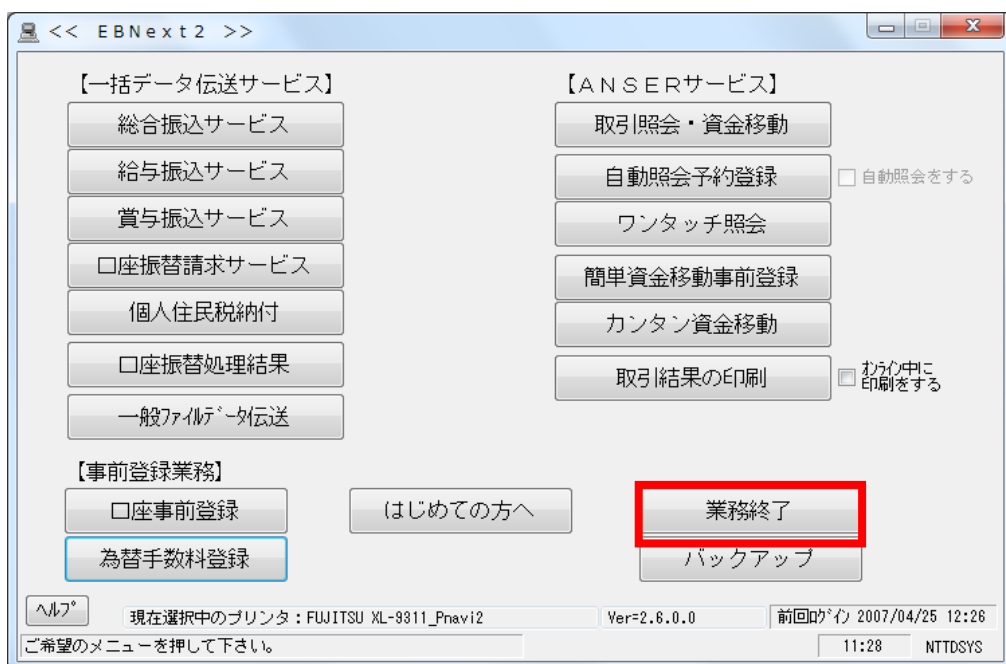 << EBNext2 >>
【一括データ伝送サービス】
総合振込サービス
給与振込サービス
賞与振込サービス
口座振替請求サービス
個人住民税納付
口座振替処理結果
一般ファイルデータ伝送
【ANSERサービス】
取引照会・資金移動
自動照会予約登録
自動照会をする
ワンタッチ照会
簡単資金移動事前登録
カンタン資金移動
取引結果の印刷
オンライン中に
印刷をする
【事前登録業務】
口座事前登録
はじめての方へ
業務終了
為替手数料登録
バックアップ
ヘルプ
現在選択中のプリンタ:FUJITSU XL-9311_Pnavi2
Ver=2.6.0.0
前回ログイン 2007/04/25 12:26
ご希望のメニューを押して下さい。
11:28
NTTDSYS